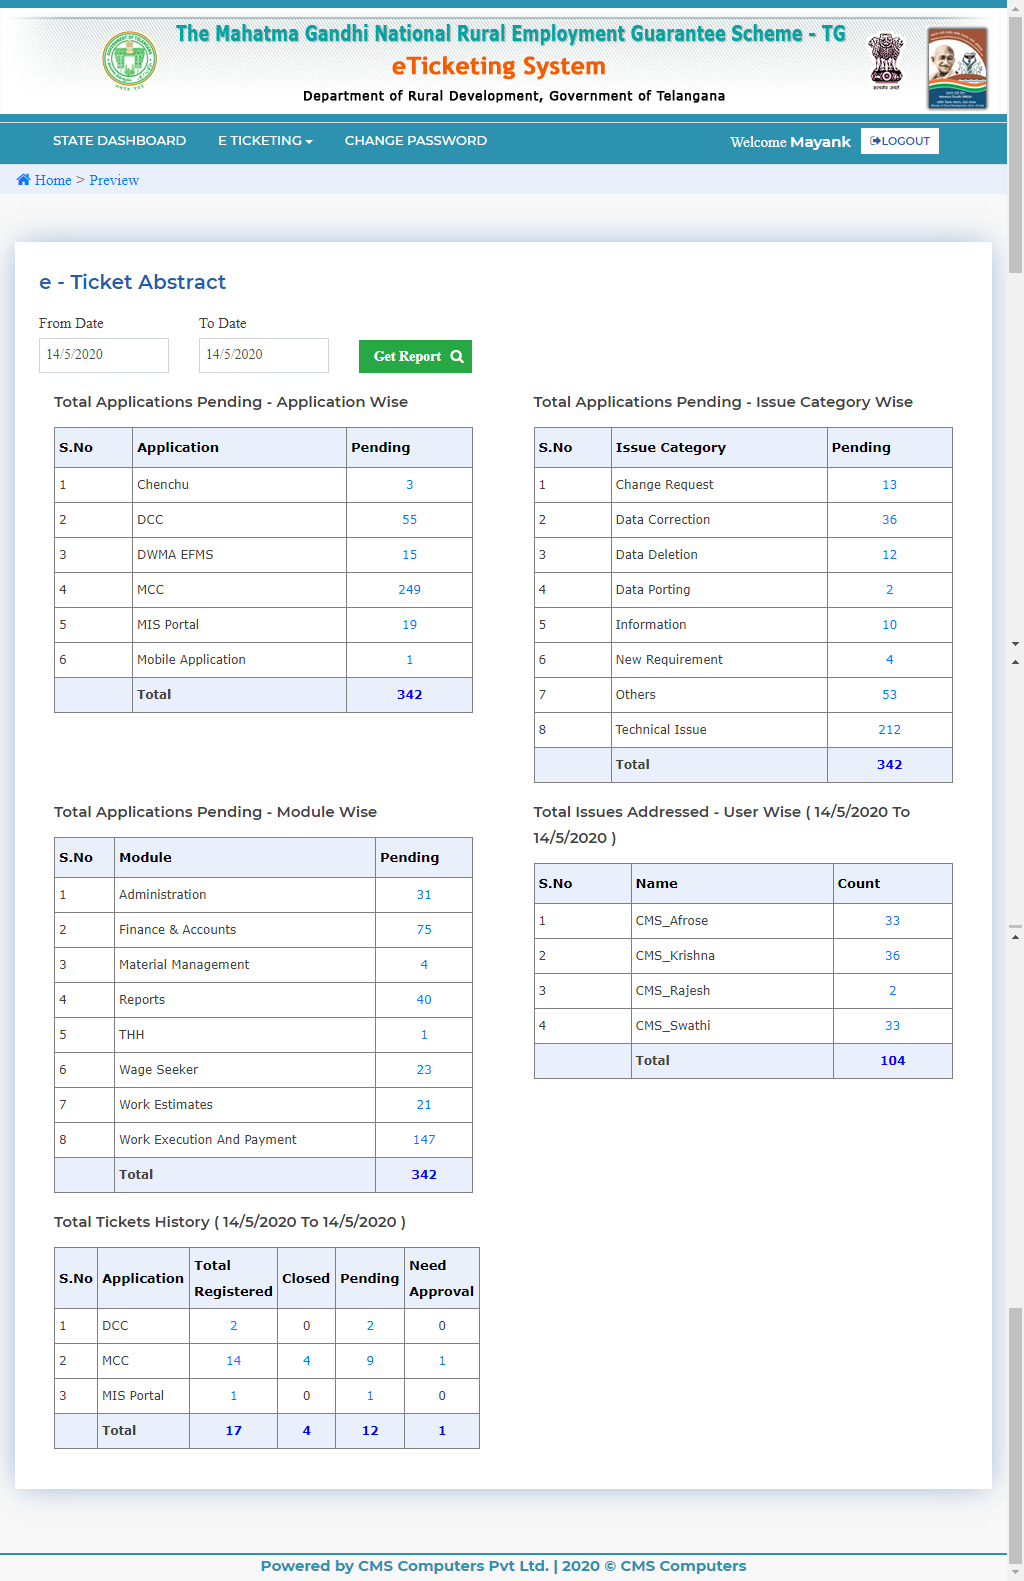 The Mahatma Gandhi National Rural Employment Guarantee Scheme - TG
eTicketing System
Department of Rural Development, Government of Telangana
STATE DASHBOARD E TICKETING CHANGE PASSWORD Welcome Mayank LOGOUT
Home > Preview
e - Ticket Abstract
From Date To Date
14/5/2020 14/5/2020 Get Report
Total Applications Pending - Application Wise
S.No Application Pending
1 Chenchu 3
2 DCC 55
3 DWMA EFMS 15
4 MCC 249
5 MIS Portal 19
6 Mobile Application 1
Total 342
Total Applications Pending - Issue Category Wise
S.No Issue Category Pending
1 Change Request 13
2 Data Correction 36
3 Data Deletion 12
4 Data Porting 2
5 Information 10
6 New Requirement 4
7 Others 53
8 Technical Issue 212
Total 342
Total Applications Pending - Module Wise
S.No Module Pending
1 Administration 31
2 Finance & Accounts 75
3 Material Management 4
4 Reports 40
5 THH 1
6 Wage Seeker 23
7 Work Estimates 21
8 Work Execution And Payment 147
Total 342
Total Issues Addressed - User Wise ( 14/5/2020 To
14/5/2020 )
S.No Name Count
1 CMS_Afrose 33
2 CMS_Krishna 36
3 CMS_Rajesh 2
4 CMS_Swathi 33
Total 104
Total Tickets History ( 14/5/2020 To 14/5/2020 )
S.No Application Total Registered Closed Pending Need Approval
1 DCC 2 0 2 0
2 MCC 14 4 9 1
3 MIS Portal 1 0 1 0
Total 17 4 12 1
Powered by CMS Computers Pvt Ltd. | 2020 © CMS Computers